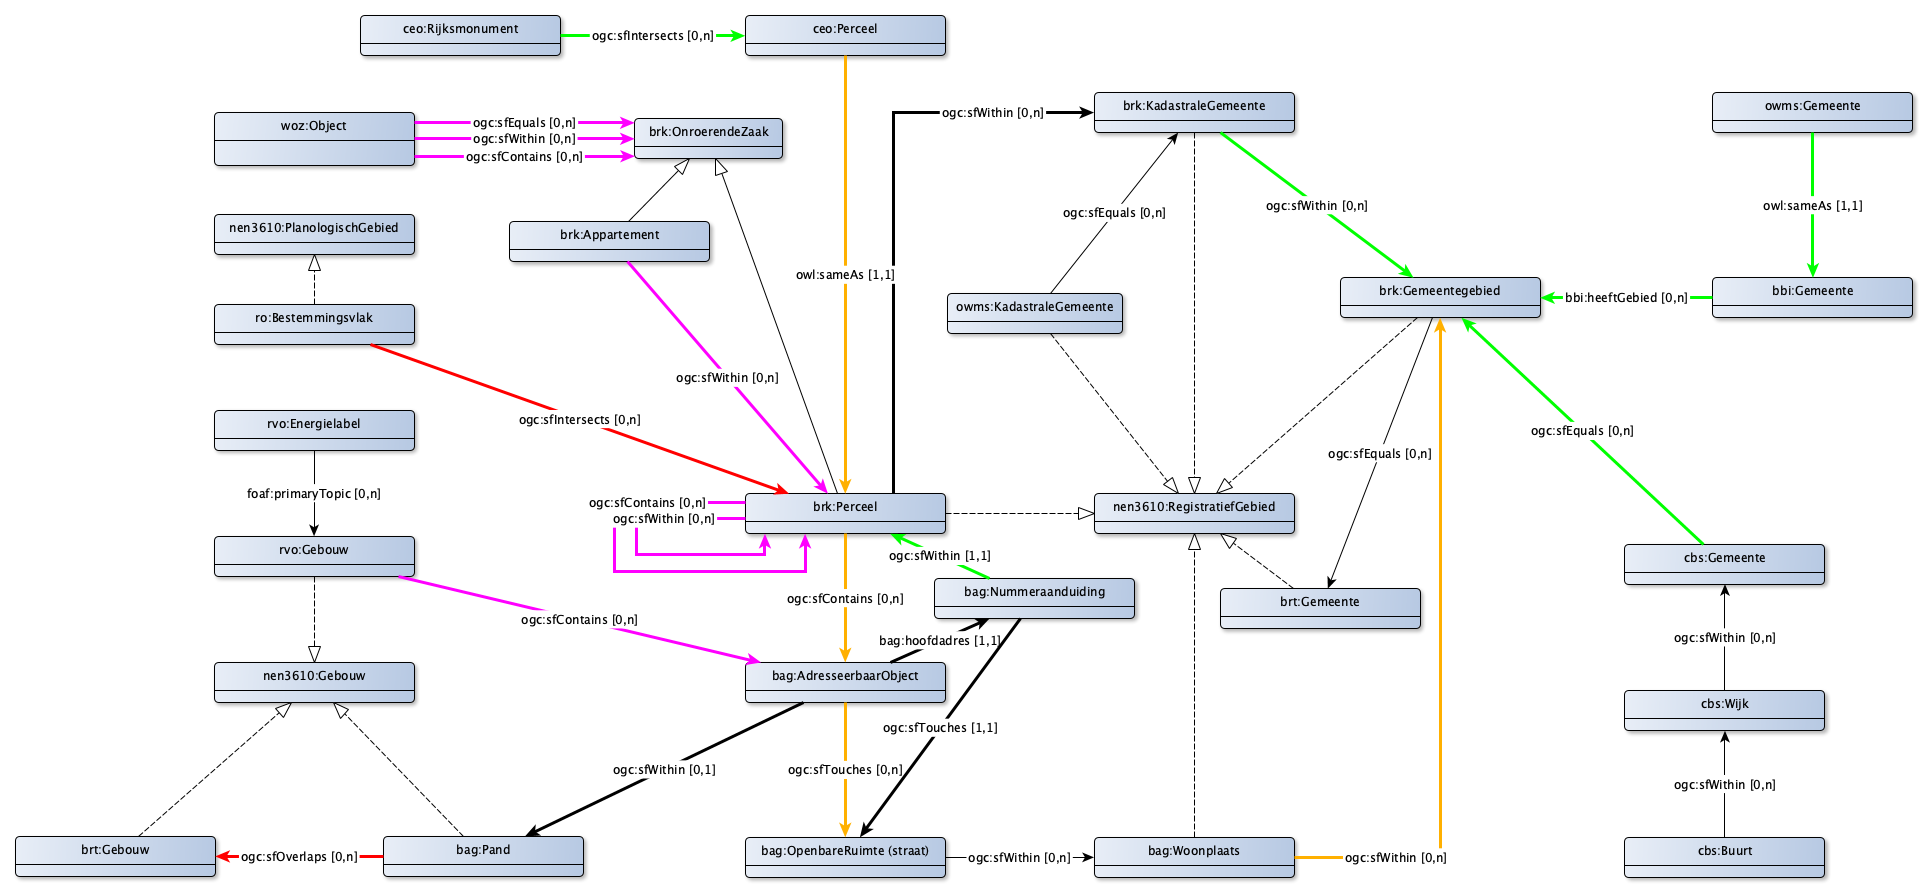 ceo:Rijksmonument
ogc:sfIntersects [0,n]
ceo:Perceel
woz:Object
ogc:sfEquals [0,n]
ogc:sfWithin [0,n]
ogc:sfContains [0,n]
brk:OnroerendeZaak
ogc:sfWithin [0,n]
brk:KadastraleGemeente
owms:Gemeente
nen3610:PlanologischGebied
brk:Appartement
ogc:sfEquals [0,n]
ogc:sfWithin [0,n]
owl:sameAs [1,1]
owl:sameAs [1,1]
ro:Bestemmingsvlak
owms:KadastraleGemeente
brk:Gemeentegebied
bbi:heeftGebied [0,n]
bbi:Gemeente
ogc:sfWithin [0,n]
ogc:sfIntersects [0,n]
rvo:Energielabel
ogc:sfEquals [0,n]
ogc:sfEquals [0,n]
foaf:primaryTopic [0,n]
ogc:sfContains [0,n]
ogc:sfWithin [0,n]
brk:Perceel
nen3610:RegistratiefGebied
rvo:Gebouw
ogc:sfWithin [1,1]
cbs:Gemeente
ogc:sfContains [0,n]
bag:Nummeraanduiding
brt:Gemeente
ogc:sfContains [0,n]
bag:hoofdadres [1,1]
ogc:sfWithin [0,n]
nen3610:Gebouw
bag:AdresseerbaarObject
cbs:Wijk
ogc:sfTouches [1,1]
ogc:sfWithin [0,1]
ogc:sfTouches [0,n]
ogc:sfWithin [0,n]
brt:Gebouw
ogc:sfOverlaps [0,n]
bag:Pand
bag:OpenbareRuimte (straat)
ogc:sfWithin [0,n]
bag:Woonplaats
ogc:sfWithin [0,n]
cbs:Buurt